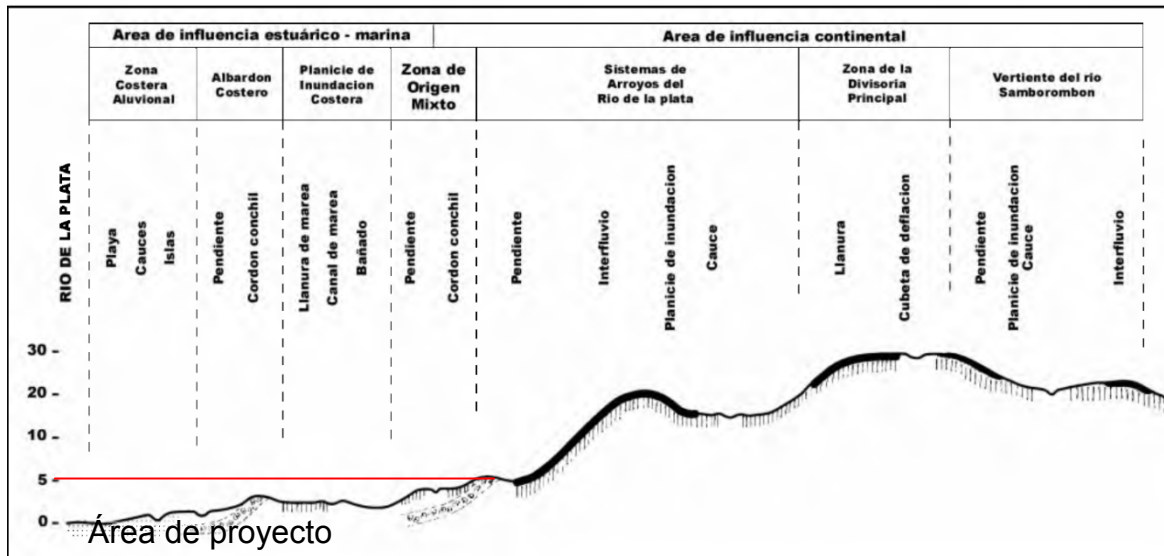 Area de influencia estuárico - marina
Area de influencia continental
Zona
Costera
Aluvional
Albardon
Costero
Planicie de
Inundacion
Costera
Zona de
Origen
Mixto
Sistemas de
Arroyos del
Rio de la plata
Zona de la
Divisoria
Principal
Vertiente del rio
Samborombon
RIO DE LA PLATA
Playa
Cauces
Islas
Pendiente
Cordon conchil
Llanura de marea
Canal de marea
Bañado
Pendiente
Cordon conchil
Pendiente
Interfluvio
Planicie de inundacion
Cauce
Llanura
Cubeta de deflacion
Pendiente
Planicie de inundacion
Cauce
Interfluvio
30 -
20 -
10 -
5 -
0 -
Área de proyecto